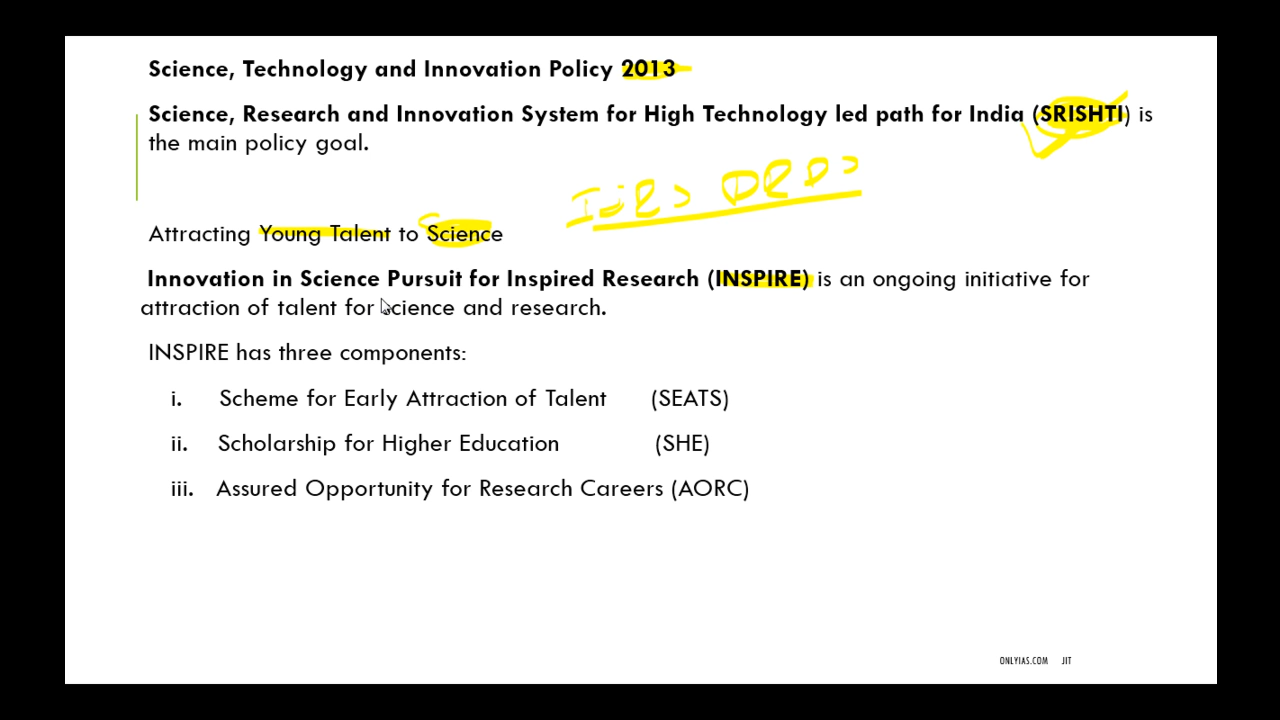 Science, Technology and Innovation Policy 2013
Science, Research and Innovation System for High Technology led path for India (SRISHTI) is
the main policy goal.
ISRO DRDO
Attracting Young Talent to Science
Innovation in Science Pursuit for Inspired Research (INSPIRE) is an ongoing initiative for
attraction of talent for science and research.
INSPIRE has three components:
i. Scheme for Early Attraction of Talent (SEATS)
ii. Scholarship for Higher Education (SHE)
iii. Assured Opportunity for Research Careers (AORC)
ONLYIAS.COM JIT